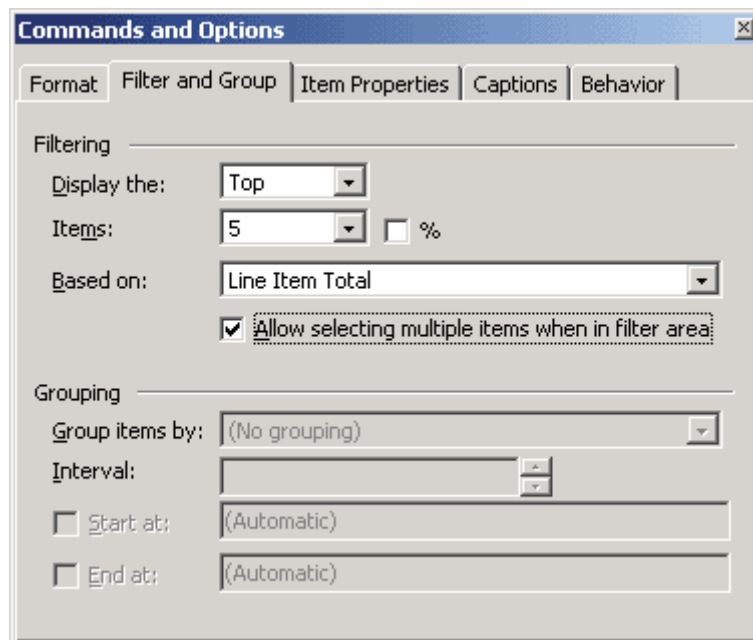 Commands and Options
Format Filter and Group Item Properties Captions Behavior
Filtering
Display the: Top
Items: 5 %
Based on: Line Item Total
Allow selecting multiple items when in filter area
Grouping
Group items by: (No grouping)
Interval:
Start at: (Automatic)
End at: (Automatic)